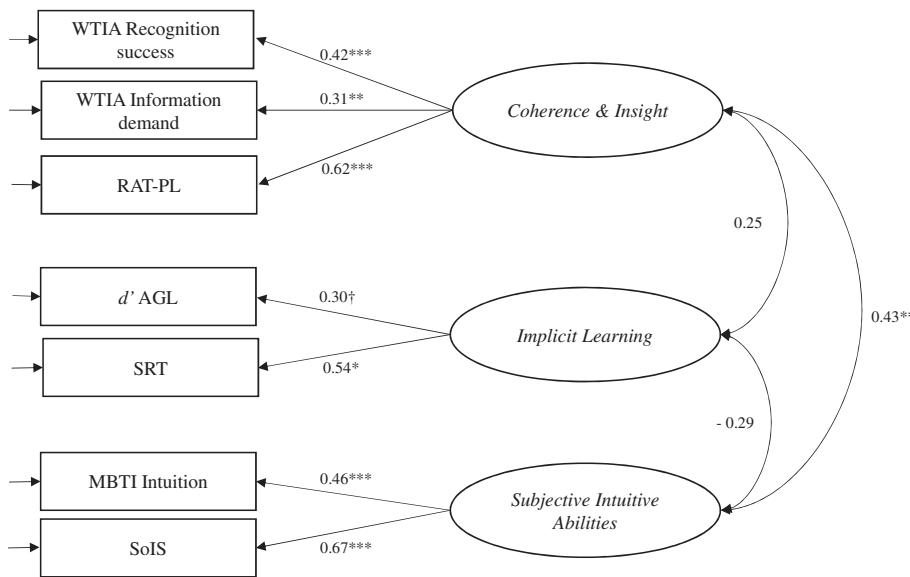 WTIA Recognition
success
0.42***
WTIA Information
demand
0.31**
Coherence & Insight
RAT-PL
0.62***
0.25
d' AGL
0.30†
Implicit Learning
0.43**
SRT
0.54*
- 0.29
MBTI Intuition
0.46***
Subjective Intuitive
Abilities
SoIS
0.67***